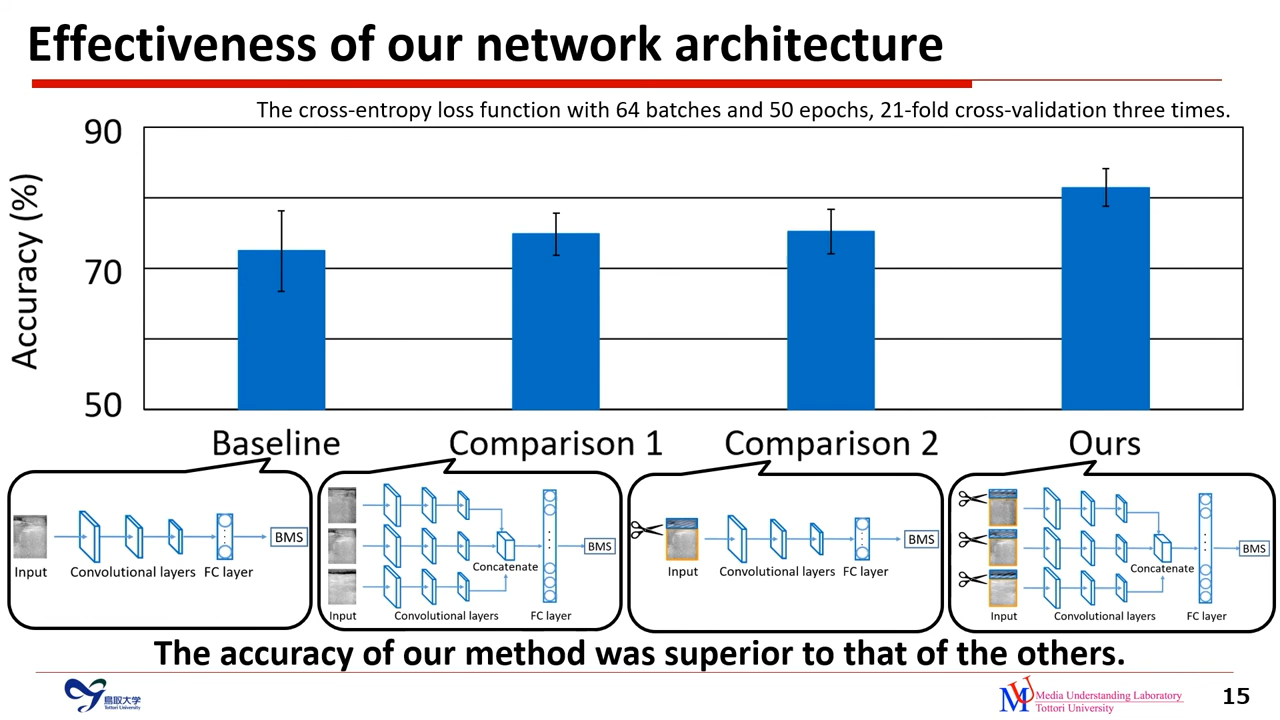 Effectiveness of our network architecture
The cross-entropy loss function with 64 batches and 50 epochs, 21-fold cross-validation three times.
Accuracy (%)
90
70
50
Baseline
Comparison 1
Comparison 2
Ours
Input
Convolutional layers
FC layer
BMS
Input
Convolutional layers
Concatenate
FC layer
BMS
Input
Convolutional layers
FC layer
BMS
Input
Convolutional layers
Concatenate
FC layer
BMS
The accuracy of our method was superior to that of the others.
鳥取大学
Tottori University
MU
Media Understanding Laboratory
Tottori University
15